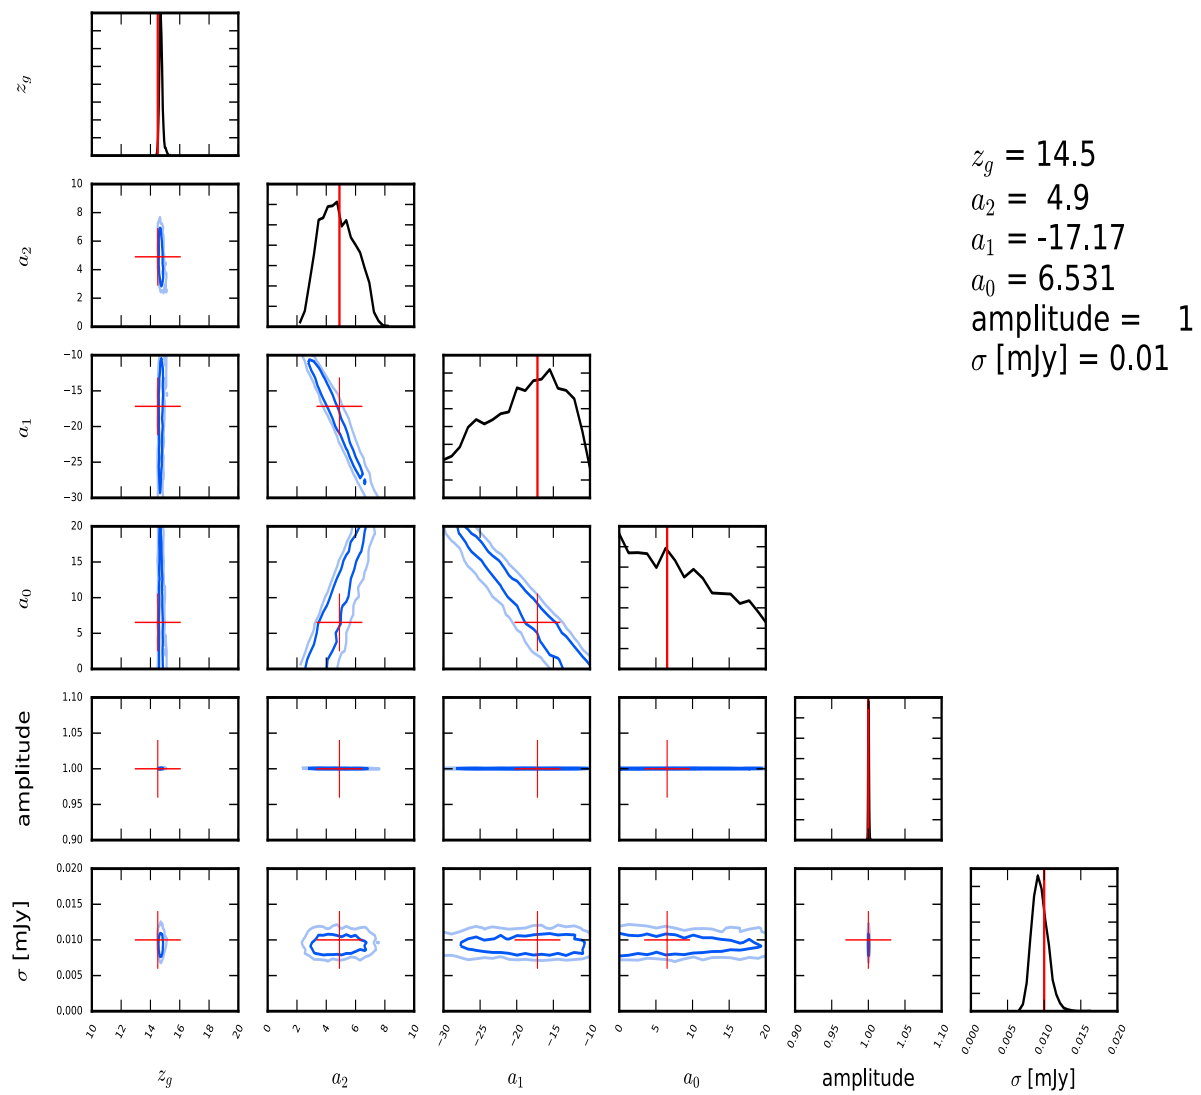 z_g
z_g = 14.5
a_2 = 4.9
a_1 = -17.17
a_0 = 6.531
amplitude = 1
σ [mJy] = 0.01
10
8
6
4
2
0
a_2
−10
−15
−20
−25
−30
a_1
20
15
10
5
0
a_0
1.10
1.05
1.00
0.95
0.90
amplitude
0.020
0.015
0.010
0.005
0.000
σ [mJy]
10 12 14 16 18 20 0 2 4 6 8 10 −30 −25 −20 −15 −10 0 5 10 15 20 0.90 0.95 1.00 1.05 1.10 0.000 0.005 0.010 0.015 0.020
z_g a_2 a_1 a_0 amplitude σ [mJy]